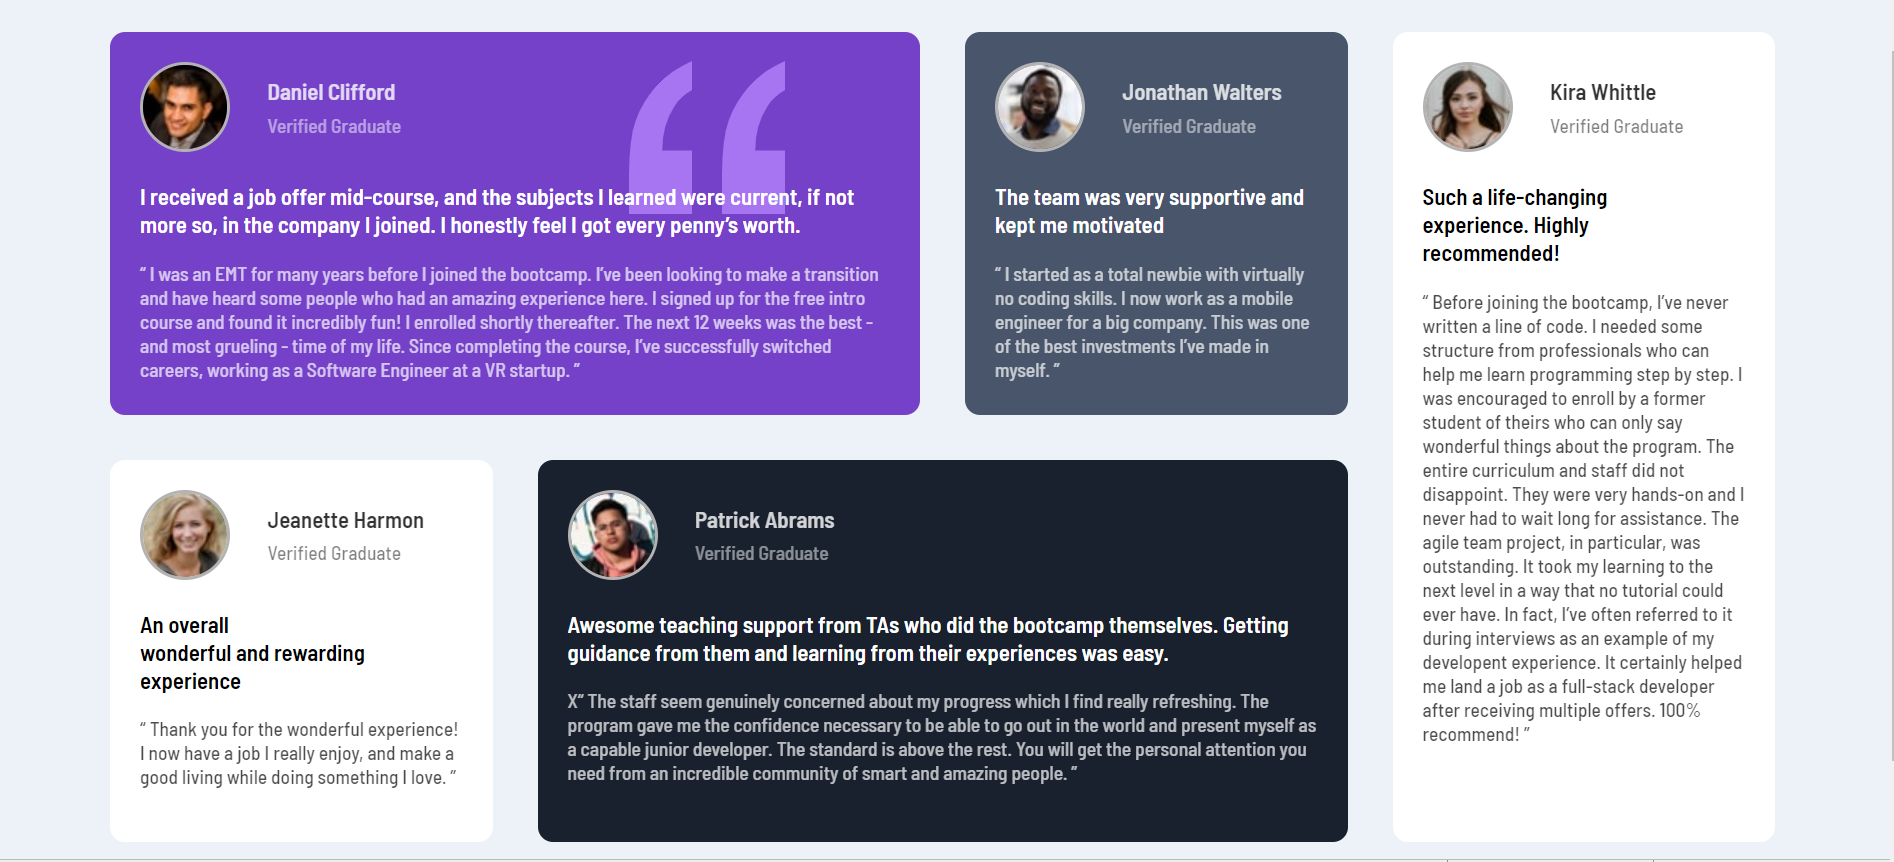 Daniel Clifford
Verified Graduate
I received a job offer mid-course, and the subjects I learned were current, if not
more so, in the company I joined. I honestly feel I got every penny’s worth.
“ I was an EMT for many years before I joined the bootcamp. I’ve been looking to make a transition
and have heard some people who had an amazing experience here. I signed up for the free intro
course and found it incredibly fun! I enrolled shortly thereafter. The next 12 weeks was the best -
and most grueling - time of my life. Since completing the course, I’ve successfully switched
careers, working as a Software Engineer at a VR startup. ”
Jonathan Walters
Verified Graduate
The team was very supportive and
kept me motivated
“ I started as a total newbie with virtually
no coding skills. I now work as a mobile
engineer for a big company. This was one
of the best investments I’ve made in
myself. ”
Kira Whittle
Verified Graduate
Such a life-changing
experience. Highly
recommended!
“ Before joining the bootcamp, I’ve never
written a line of code. I needed some
structure from professionals who can
help me learn programming step by step. I
was encouraged to enroll by a former
student of theirs who can only say
wonderful things about the program. The
entire curriculum and staff did not
disappoint. They were very hands-on and I
never had to wait long for assistance. The
agile team project, in particular, was
outstanding. It took my learning to the
next level in a way that no tutorial could
ever have. In fact, I’ve often referred to it
during interviews as an example of my
developent experience. It certainly helped
me land a job as a full-stack developer
after receiving multiple offers. 100%
recommend! ”
Jeanette Harmon
Verified Graduate
An overall
wonderful and rewarding
experience
“ Thank you for the wonderful experience!
I now have a job I really enjoy, and make a
good living while doing something I love. ”
Patrick Abrams
Verified Graduate
Awesome teaching support from TAs who did the bootcamp themselves. Getting
guidance from them and learning from their experiences was easy.
X” The staff seem genuinely concerned about my progress which I find really refreshing. The
program gave me the confidence necessary to be able to go out in the world and present myself as
a capable junior developer. The standard is above the rest. You will get the personal attention you
need from an incredible community of smart and amazing people. ”